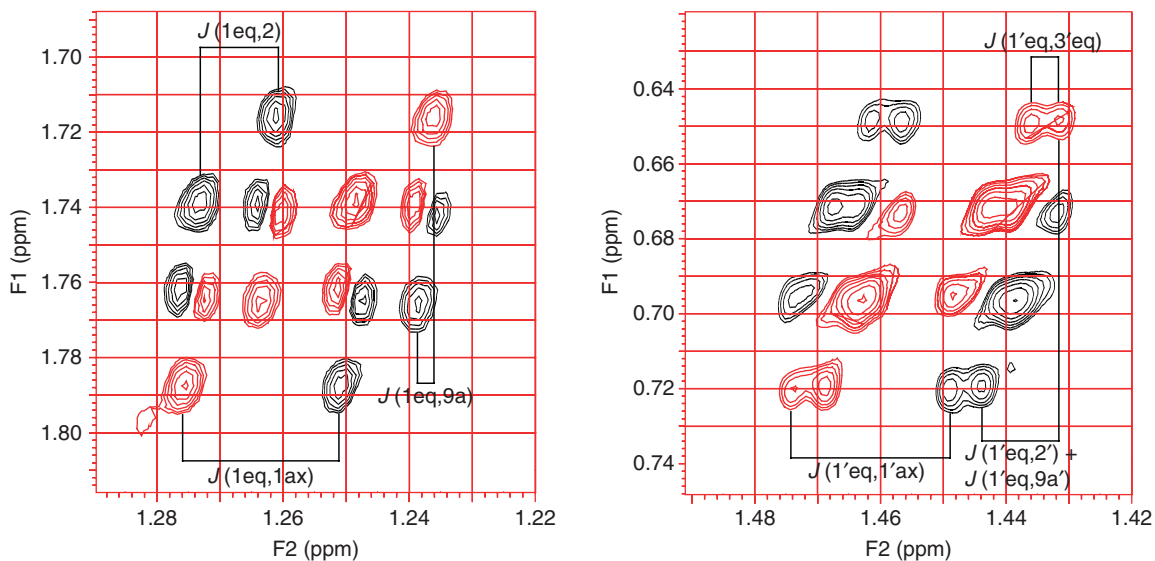 J (1eq,2)
1.70
1.72
1.74
1.76
1.78
1.80
F1 (ppm)
J (1eq,9a)
J (1eq,1ax)
1.28
1.26
1.24
1.22
F2 (ppm)
J (1′eq,3′eq)
0.64
0.66
0.68
0.70
0.72
0.74
F1 (ppm)
J (1′eq,1′ax)
J (1′eq,2′) +
J (1′eq,9a′)
1.48
1.46
1.44
1.42
F2 (ppm)